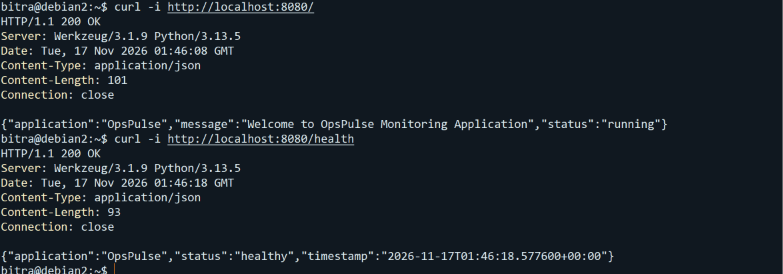 bitra@debian2:~$ curl -i http://localhost:8080/
HTTP/1.1 200 OK
Server: Werkzeug/3.1.9 Python/3.13.5
Date: Tue, 17 Nov 2026 01:46:08 GMT
Content-Type: application/json
Content-Length: 101
Connection: close

{"application":"OpsPulse","message":"Welcome to OpsPulse Monitoring Application","status":"running"}
bitra@debian2:~$ curl -i http://localhost:8080/health
HTTP/1.1 200 OK
Server: Werkzeug/3.1.9 Python/3.13.5
Date: Tue, 17 Nov 2026 01:46:18 GMT
Content-Type: application/json
Content-Length: 93
Connection: close

{"application":"OpsPulse","status":"healthy","timestamp":"2026-11-17T01:46:18.577600+00:00"}
bitra@debian2:~$